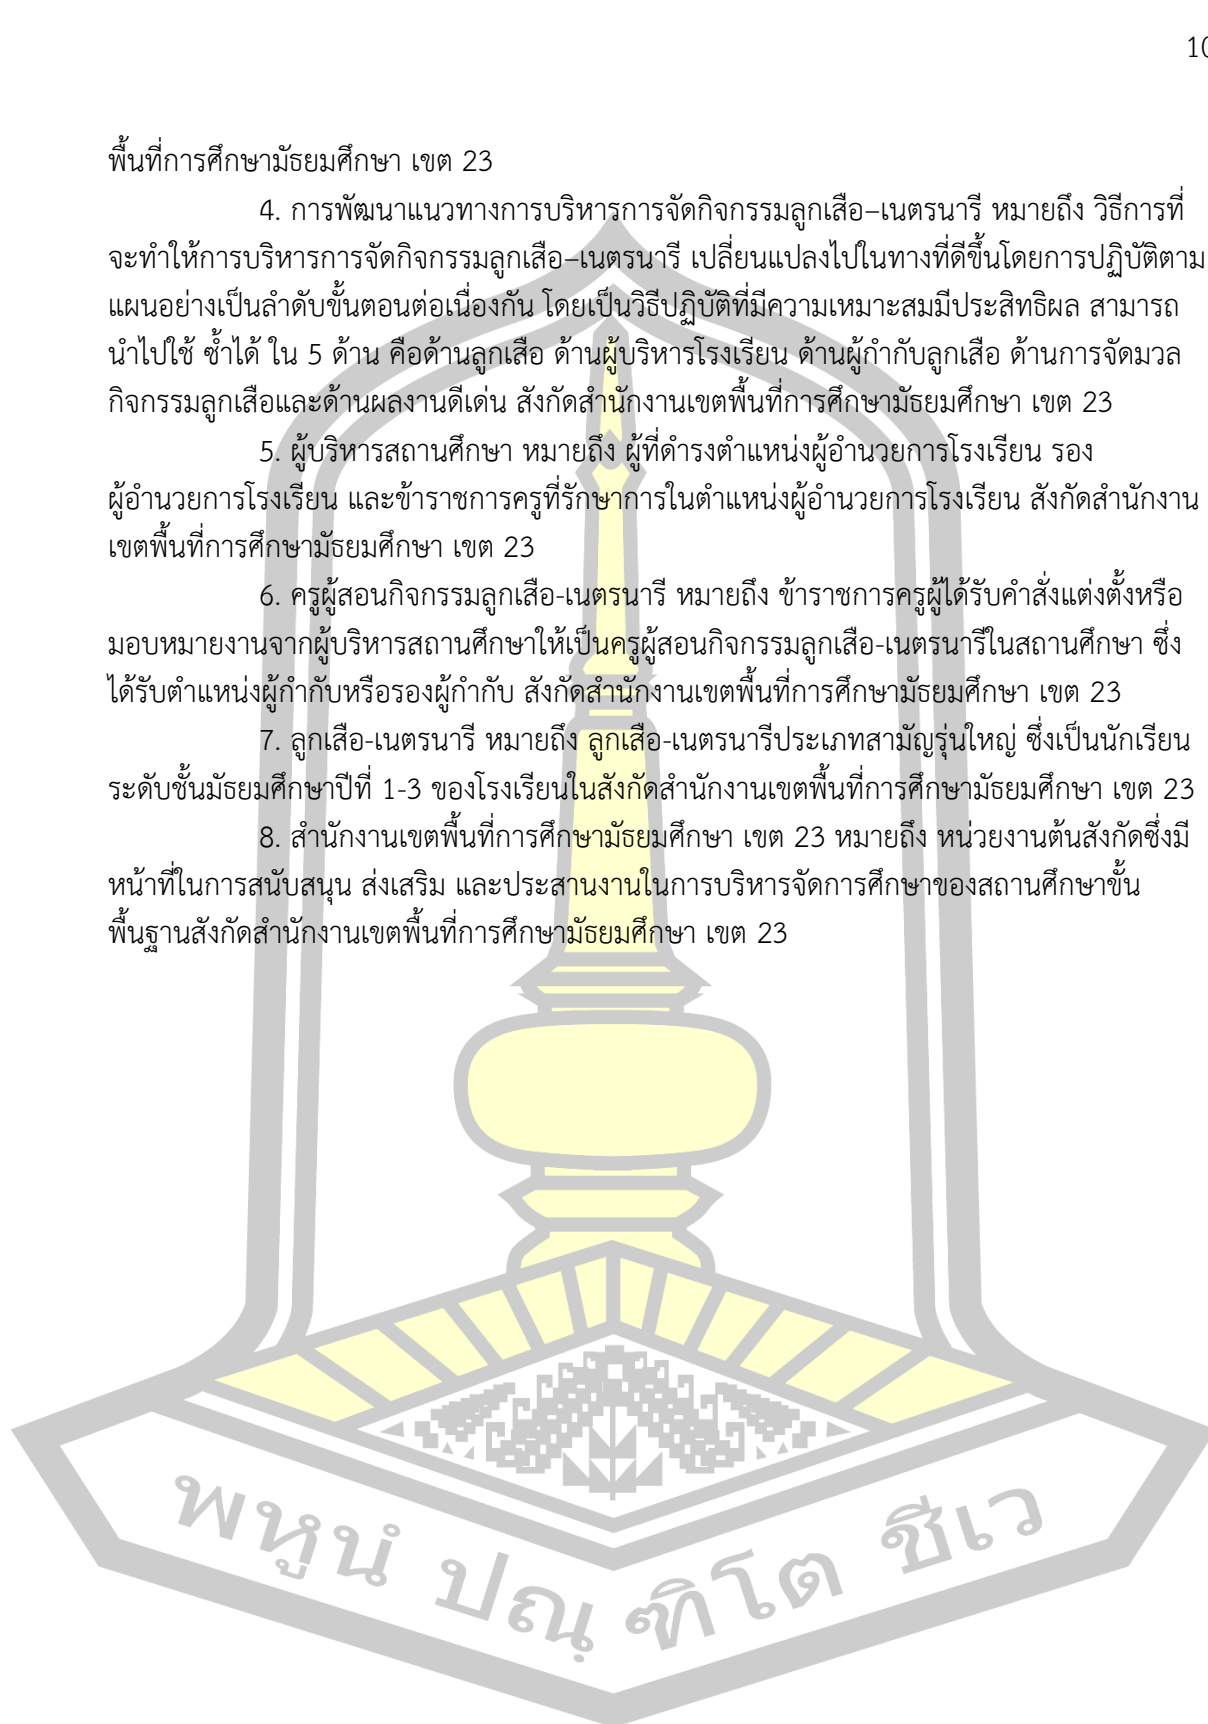 10
พื้นที่การศึกษามัธยมศึกษา เขต 23
4. การพัฒนาแนวทางการบริหารการจัดกิจกรรมลูกเสือ–เนตรนารี หมายถึง วิธีการที่
จะทำให้การบริหารการจัดกิจกรรมลูกเสือ–เนตรนารี เปลี่ยนแปลงไปในทางที่ดีขึ้นโดยการปฏิบัติตาม
แผนอย่างเป็นลำดับขั้นตอนต่อเนื่องกัน โดยเป็นวิธีปฏิบัติที่มีความเหมาะสมมีประสิทธิผล สามารถ
นำไปใช้ ซ้ำได้ ใน 5 ด้าน คือด้านลูกเสือ ด้านผู้บริหารโรงเรียน ด้านผู้กำกับลูกเสือ ด้านการจัดมวล
กิจกรรมลูกเสือและด้านผลงานดีเด่น สังกัดสำนักงานเขตพื้นที่การศึกษามัธยมศึกษา เขต 23
5. ผู้บริหารสถานศึกษา หมายถึง ผู้ที่ดำรงตำแหน่งผู้อำนวยการโรงเรียน รอง
ผู้อำนวยการโรงเรียน และข้าราชการครูที่รักษาการในตำแหน่งผู้อำนวยการโรงเรียน สังกัดสำนักงาน
เขตพื้นที่การศึกษามัธยมศึกษา เขต 23
6. ครูผู้สอนกิจกรรมลูกเสือ-เนตรนารี หมายถึง ข้าราชการครูผู้ได้รับคำสั่งแต่งตั้งหรือ
มอบหมายงานจากผู้บริหารสถานศึกษาให้เป็นครูผู้สอนกิจกรรมลูกเสือ-เนตรนารีในสถานศึกษา ซึ่ง
ได้รับตำแหน่งผู้กำกับหรือรองผู้กำกับ สังกัดสำนักงานเขตพื้นที่การศึกษามัธยมศึกษา เขต 23
7. ลูกเสือ-เนตรนารี หมายถึง ลูกเสือ-เนตรนารีประเภทสามัญรุ่นใหญ่ ซึ่งเป็นนักเรียน
ระดับชั้นมัธยมศึกษาปีที่ 1-3 ของโรงเรียนในสังกัดสำนักงานเขตพื้นที่การศึกษามัธยมศึกษา เขต 23
8. สำนักงานเขตพื้นที่การศึกษามัธยมศึกษา เขต 23 หมายถึง หน่วยงานต้นสังกัดซึ่งมี
หน้าที่ในการสนับสนุน ส่งเสริม และประสานงานในการบริหารจัดการศึกษาของสถานศึกษาขั้น
พื้นฐานสังกัดสำนักงานเขตพื้นที่การศึกษามัธยมศึกษา เขต 23
พหูนํ ปณฺ ฑิโต ชีเว